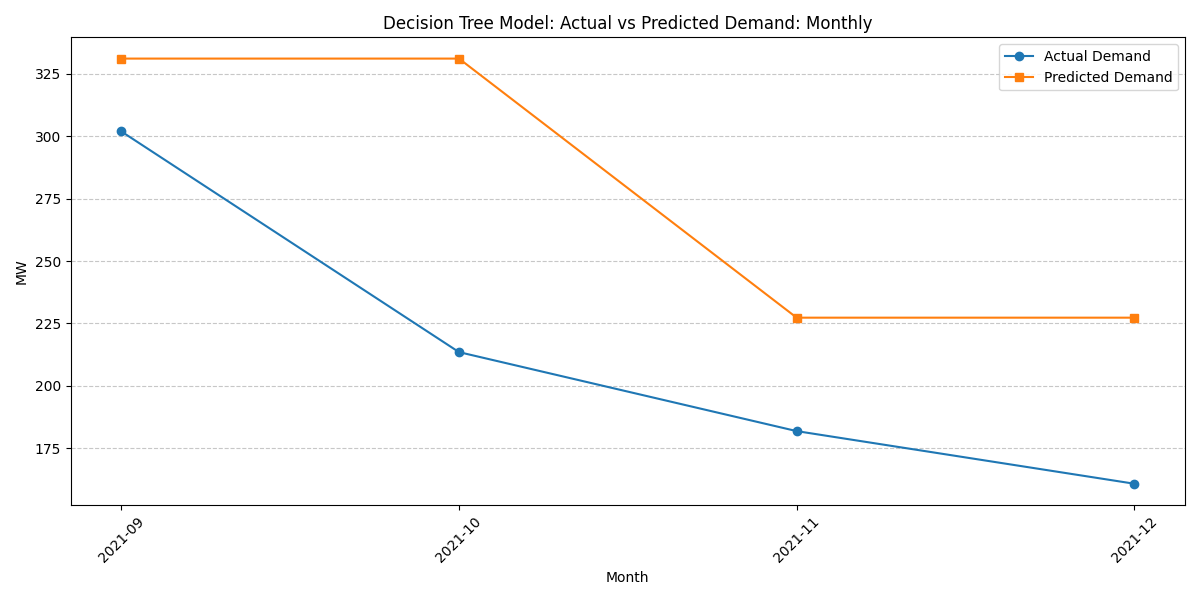 Decision Tree Model: Actual vs Predicted Demand: Monthly
Actual Demand
Predicted Demand
325
300
275
250
225
200
175
MW
2021-09
2021-10
2021-11
2021-12
Month